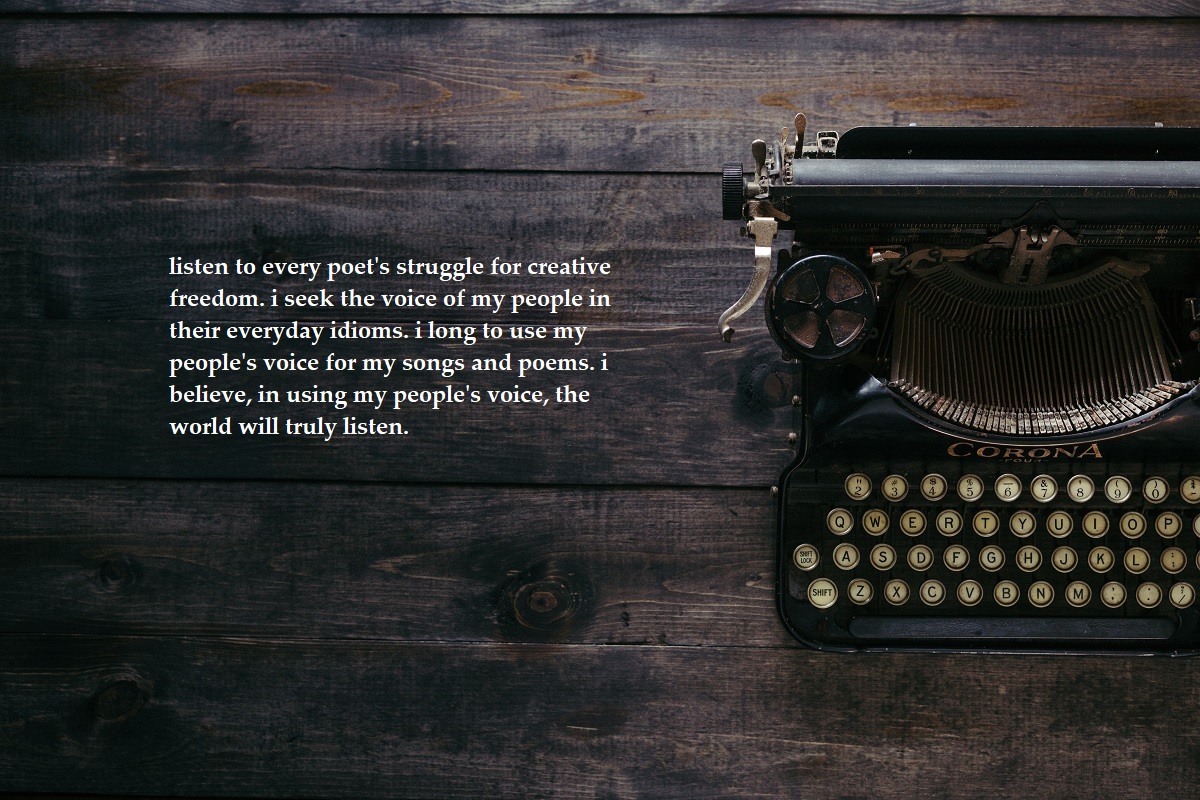 listen to every poet's struggle for creative
freedom. i seek the voice of my people in
their everyday idioms. i long to use my
people's voice for my songs and poems. i
believe, in using my people's voice, the
world will truly listen.
CORONA
" 2 # 3 $ 4 % 5 _ 6 & 7 ' 8 ( 9 ) 0
Q W E R T Y U I O P
SHIFT LOCK A S D F G H J K L ;
SHIFT Z X C V B N M